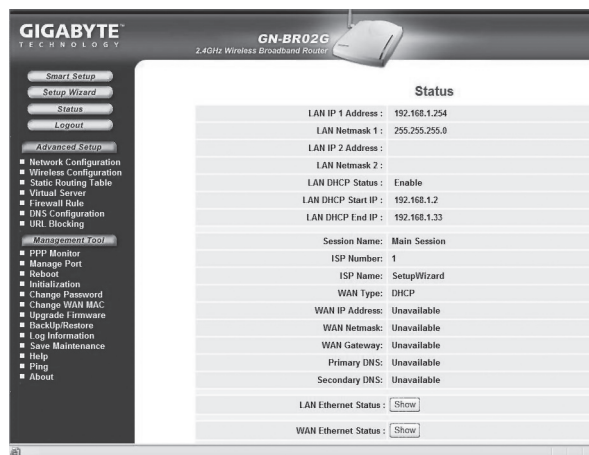 GIGABYTE™
TECHNOLOGY
GN-BR02G
2.4GHz Wireless Broadband Router
Smart Setup
Setup Wizard
Status
Logout
Advanced Setup
Network Configuration
Wireless Configuration
Static Routing Table
Virtual Server
Firewall Rule
DNS Configuration
URL Blocking
Management Tool
PPP Monitor
Manage Port
Reboot
Initialization
Change Password
Change WAN MAC
Upgrade Firmware
BackUp/Restore
Log Information
Save Maintenance
Help
Ping
About
Status
LAN IP 1 Address : 192.168.1.254
LAN Netmask 1 : 255.255.255.0
LAN IP 2 Address :
LAN Netmask 2 :
LAN DHCP Status : Enable
LAN DHCP Start IP : 192.168.1.2
LAN DHCP End IP : 192.168.1.33
Session Name: Main Session
ISP Number: 1
ISP Name: SetupWizard
WAN Type: DHCP
WAN IP Address: Unavailable
WAN Netmask: Unavailable
WAN Gateway: Unavailable
Primary DNS: Unavailable
Secondary DNS: Unavailable
LAN Ethernet Status : Show
WAN Ethernet Status : Show